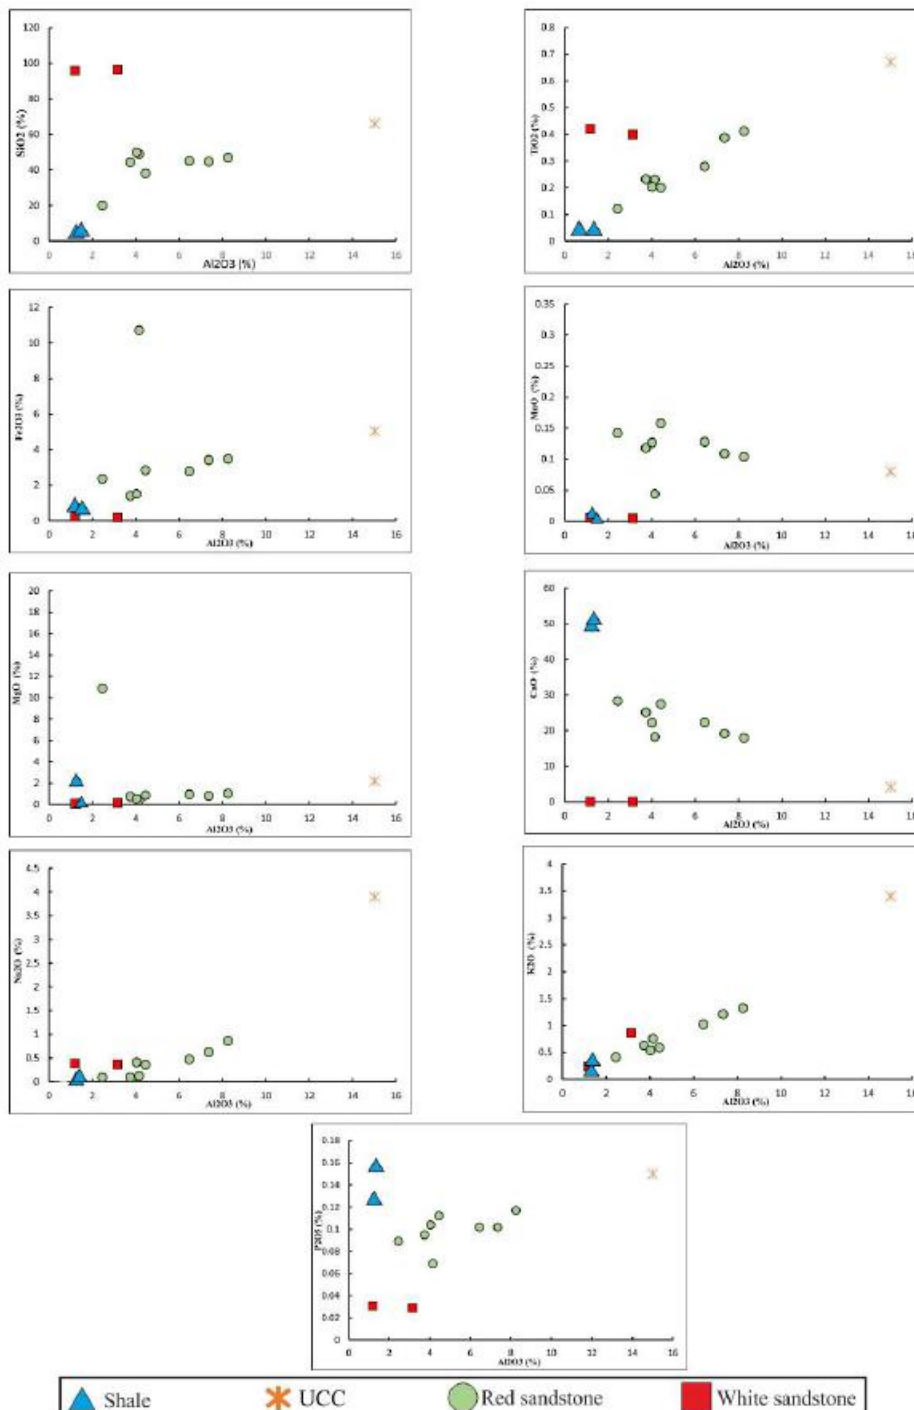 120
100
80
60
40
20
0
SiO2 (%)
0 2 4 6 8 10 12 14 16
Al2O3 (%)
0.8
0.7
0.6
0.5
0.4
0.3
0.2
0.1
0
TiO2 (%)
0 2 4 6 8 10 12 14 16
Al2O3 (%)
12
10
8
6
4
2
0
Fe2O3 (%)
0 2 4 6 8 10 12 14 16
Al2O3 (%)
0.35
0.3
0.25
0.2
0.15
0.1
0.05
0
MnO (%)
0 2 4 6 8 10 12 14 16
Al2O3 (%)
20
18
16
14
12
10
8
6
4
2
0
MgO (%)
0 2 4 6 8 10 12 14 16
Al2O3 (%)
60
50
40
30
20
10
0
CaO (%)
0 2 4 6 8 10 12 14 16
Al2O3 (%)
4.5
4
3.5
3
2.5
2
1.5
1
0.5
0
Na2O (%)
0 2 4 6 8 10 12 14 16
Al2O3 (%)
4
3.5
3
2.5
2
1.5
1
0.5
0
K2O (%)
0 2 4 6 8 10 12 14 16
Al2O3 (%)
0.18
0.16
0.14
0.12
0.1
0.08
0.06
0.04
0.02
0
P2O5 (%)
0 2 4 6 8 10 12 14 16
Al2O3 (%)
Shale UCC Red sandstone White sandstone